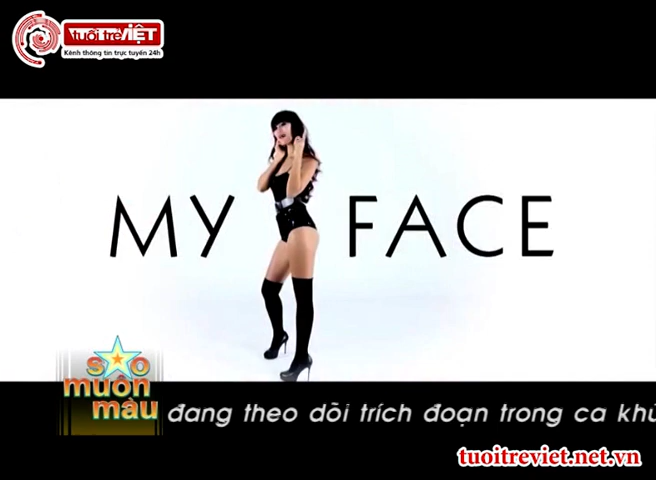 tuổi trẻ VIỆT
Kênh thông tin trực tuyến 24h
MY FACE
sao
muôn
màu
đang theo dõi trích đoạn trong ca khú
tuoitreviet.net.vn